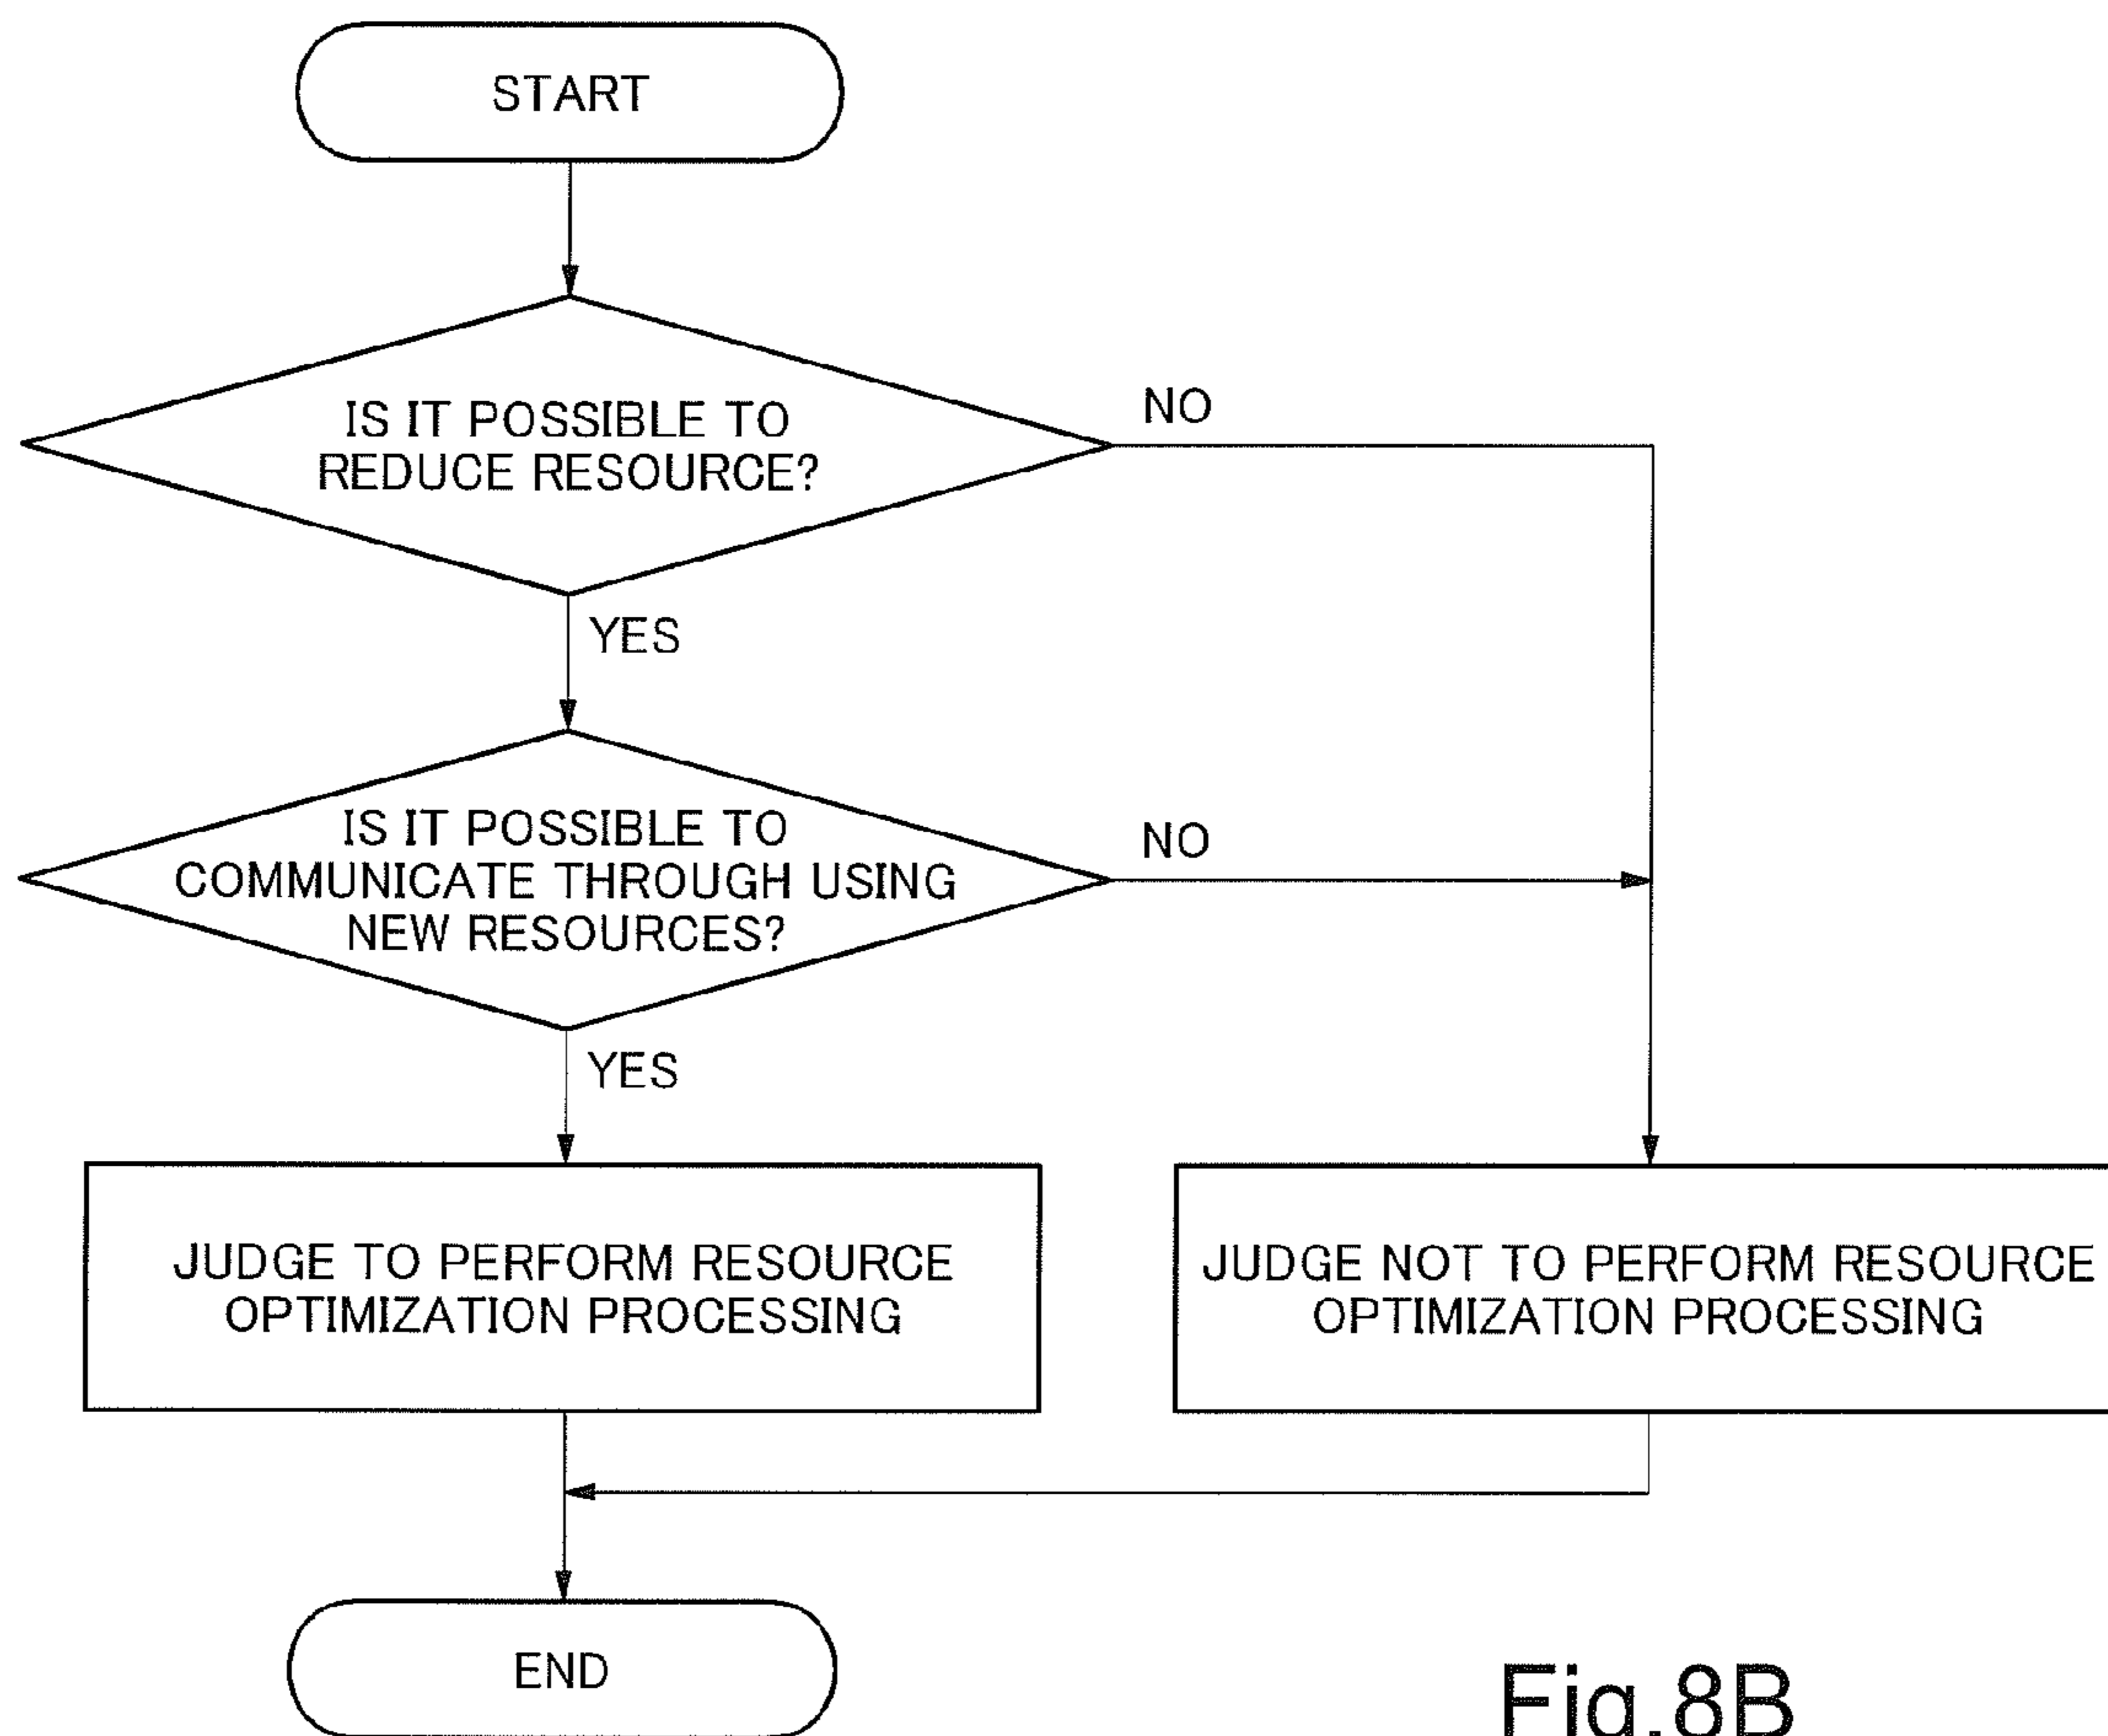 START
IS IT POSSIBLE TO
REDUCE RESOURCE?
NO
YES
IS IT POSSIBLE TO
COMMUNICATE THROUGH USING
NEW RESOURCES?
NO
YES
JUDGE TO PERFORM RESOURCE
OPTIMIZATION PROCESSING
JUDGE NOT TO PERFORM RESOURCE
OPTIMIZATION PROCESSING
END
Fig.8B